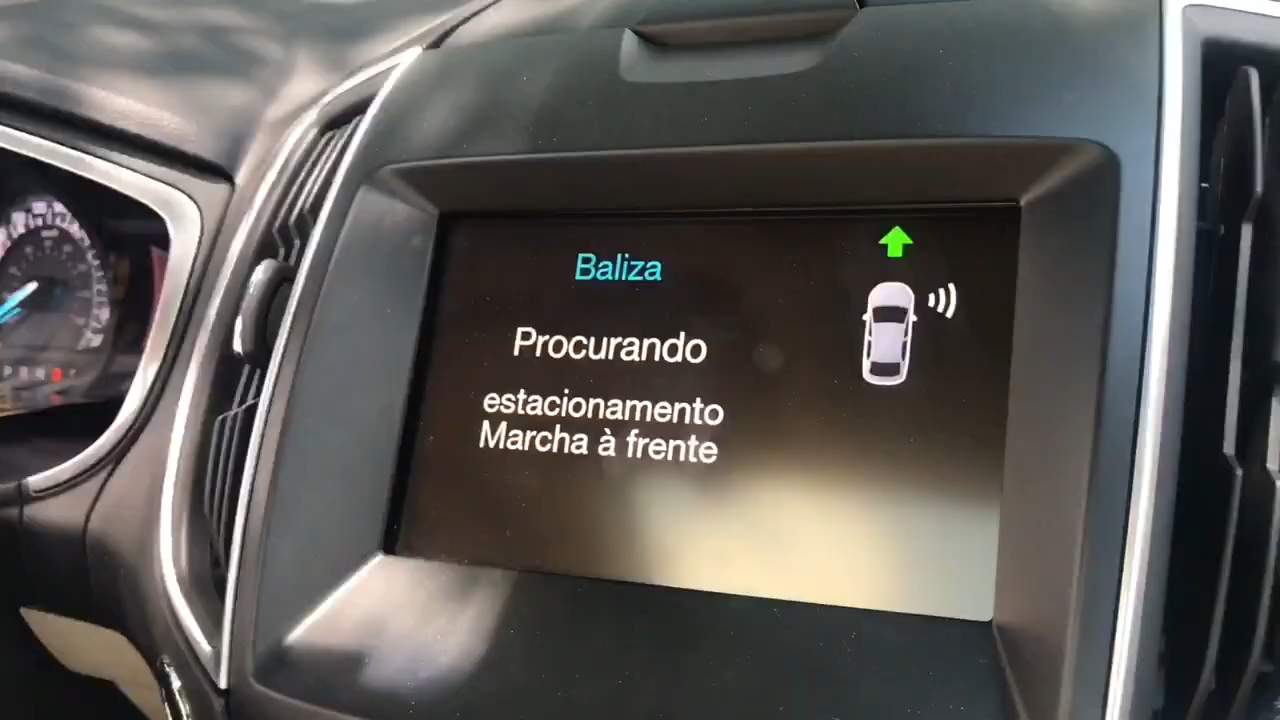 Baliza
Procurando
estacionamento
Marcha à frente